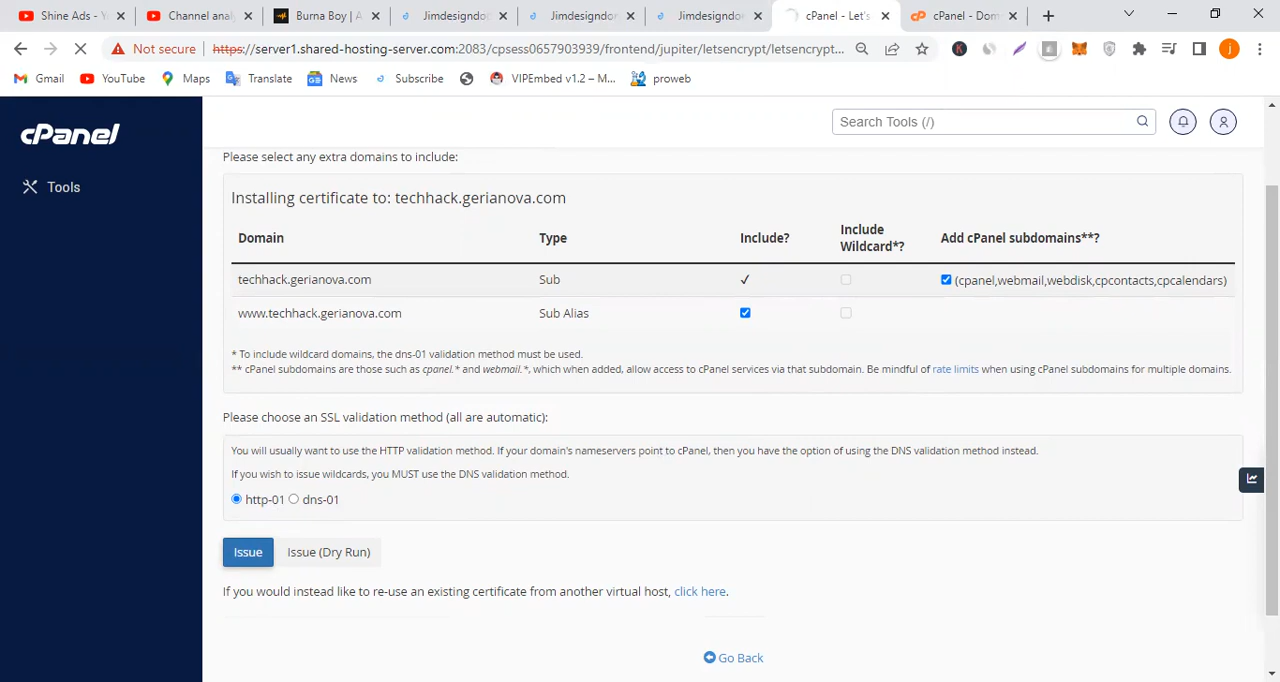 Shine Ads - Y
Channel analy
Burna Boy | A
Jimdesigndor
Jimdesigndor
Jimdesigndor
cPanel - Let's
cPanel - Dom
Not secure https://server1.shared-hosting-server.com:2083/cpsess0657903939/frontend/jupiter/letsencrypt/letsencrypt...
Gmail YouTube Maps Translate News Subscribe VIPEmbed v1.2 – M... proweb
cPanel
Search Tools (/)
Tools
Please select any extra domains to include:
Installing certificate to: techhack.gerianova.com
Domain Type Include? Include Wildcard*? Add cPanel subdomains**?
techhack.gerianova.com Sub (cpanel,webmail,webdisk,cpcontacts,cpcalendars)
www.techhack.gerianova.com Sub Alias
* To include wildcard domains, the dns-01 validation method must be used.
** cPanel subdomains are those such as cpanel.* and webmail.*, which when added, allow access to cPanel services via that subdomain. Be mindful of rate limits when using cPanel subdomains for multiple domains.
Please choose an SSL validation method (all are automatic):
You will usually want to use the HTTP validation method. If your domain's nameservers point to cPanel, then you have the option of using the DNS validation method instead.
If you wish to issue wildcards, you MUST use the DNS validation method.
http-01 dns-01
Issue Issue (Dry Run)
If you would instead like to re-use an existing certificate from another virtual host, click here.
Go Back